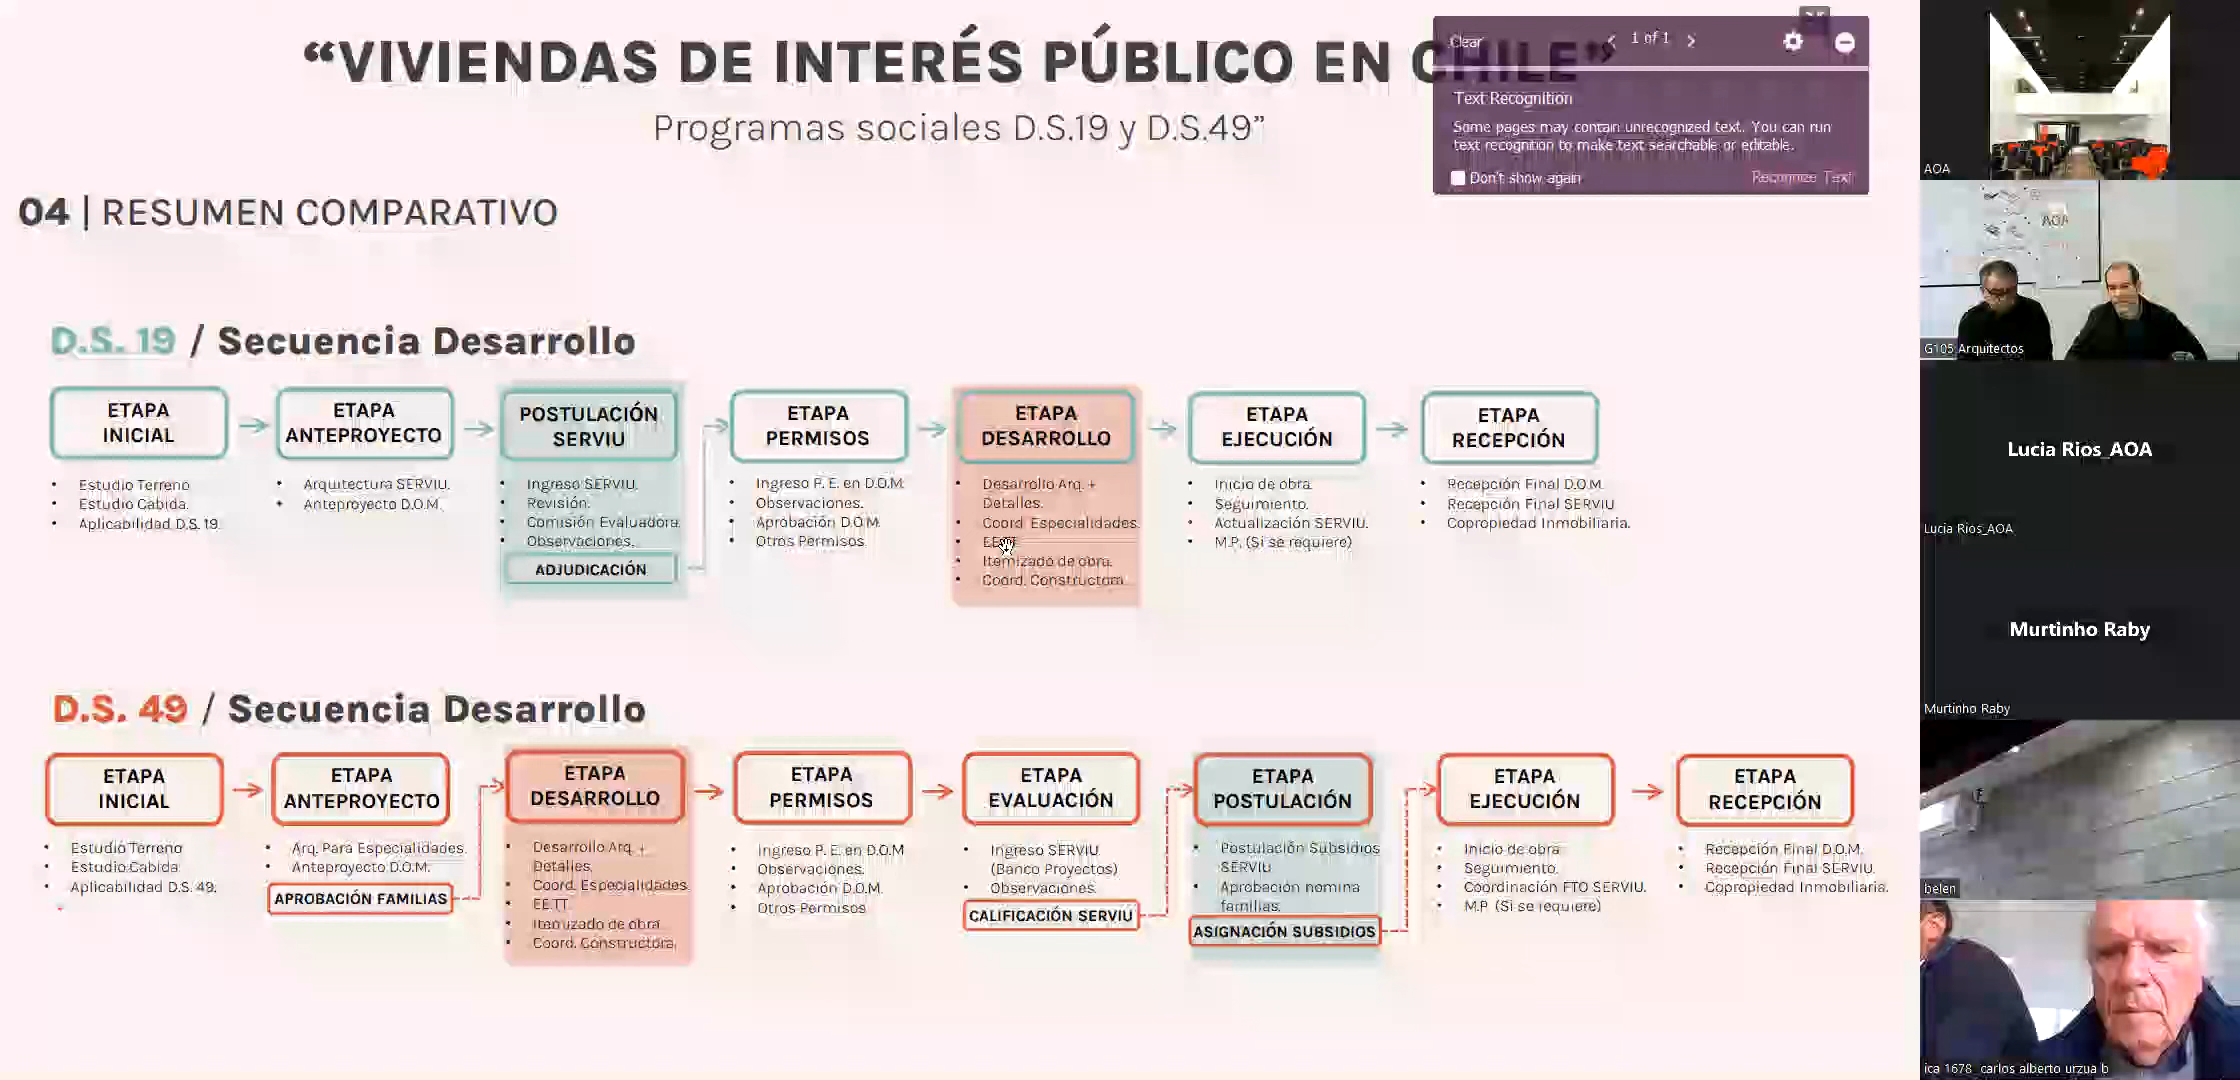 “VIVIENDAS DE INTERÉS PÚBLICO EN CHILE”
Programas sociales D.S.19 y D.S.49”
Clear
1 of 1
Text Recognition
Some pages may contain unrecognized text. You can run
text recognition to make text searchable or editable.
Don't show again
Recognize Text
04 | RESUMEN COMPARATIVO
D.S. 19 / Secuencia Desarrollo
ETAPA
INICIAL
• Estudio Terreno
• Estudio Cabida.
• Aplicabilidad D.S. 19.
ETAPA
ANTEPROYECTO
• Arquitectura SERVIU.
• Anteproyecto D.O.M.
POSTULACIÓN
SERVIU
• Ingreso SERVIU.
• Revisión.
• Comisión Evaluadora.
• Observaciones.
ADJUDICACIÓN
ETAPA
PERMISOS
• Ingreso P. E. en D.O.M
• Observaciones.
• Aprobación D.O.M.
• Otros Permisos
ETAPA
DESARROLLO
• Desarrollo Arq. +
Detalles.
• Coord Especialidades.
• Itemizado de obra.
• Coord. Constructora.
ETAPA
EJECUCIÓN
• Inicio de obra.
• Seguimiento.
• Actualización SERVIU.
• M.P. (Si se requiere)
ETAPA
RECEPCIÓN
• Recepción Final D.O.M.
• Recepción Final SERVIU
• Copropiedad Inmobiliaria.
D.S. 49 / Secuencia Desarrollo
ETAPA
INICIAL
• Estudio Terreno
• Estudio Cabida
• Aplicabilidad D.S. 49.
ETAPA
ANTEPROYECTO
• Arq. Para Especialidades.
• Anteproyecto D.O.M.
APROBACIÓN FAMILIAS
ETAPA
DESARROLLO
• Desarrollo Arq. +
Detalles.
• Coord. Especialidades.
• EE.TT.
• Itemizado de obra
• Coord. Constructora.
ETAPA
PERMISOS
• Ingreso P. E. en D.O.M
• Observaciones.
• Aprobación D.O.M.
• Otros Permisos
ETAPA
EVALUACIÓN
• Ingreso SERVIU
(Banco Proyectos)
• Observaciones.
CALIFICACIÓN SERVIU
ETAPA
POSTULACIÓN
• Postulación Subsidios
SERVIU
• Aprobación nomina
familias.
ASIGNACIÓN SUBSIDIOS
ETAPA
EJECUCIÓN
• Inicio de obra
• Seguimiento.
• Coordinación FTO SERVIU.
• M.P. (Si se requiere)
ETAPA
RECEPCIÓN
• Recepción Final D.O.M.
• Recepción Final SERVIU.
• Copropiedad Inmobiliaria.
AOA
AOA
G105 Arquitectos
Lucia Rios_AOA
Lucia Rios_AOA
Murtinho Raby
Murtinho Raby
belen
ica 1678_carlos alberto urzua b